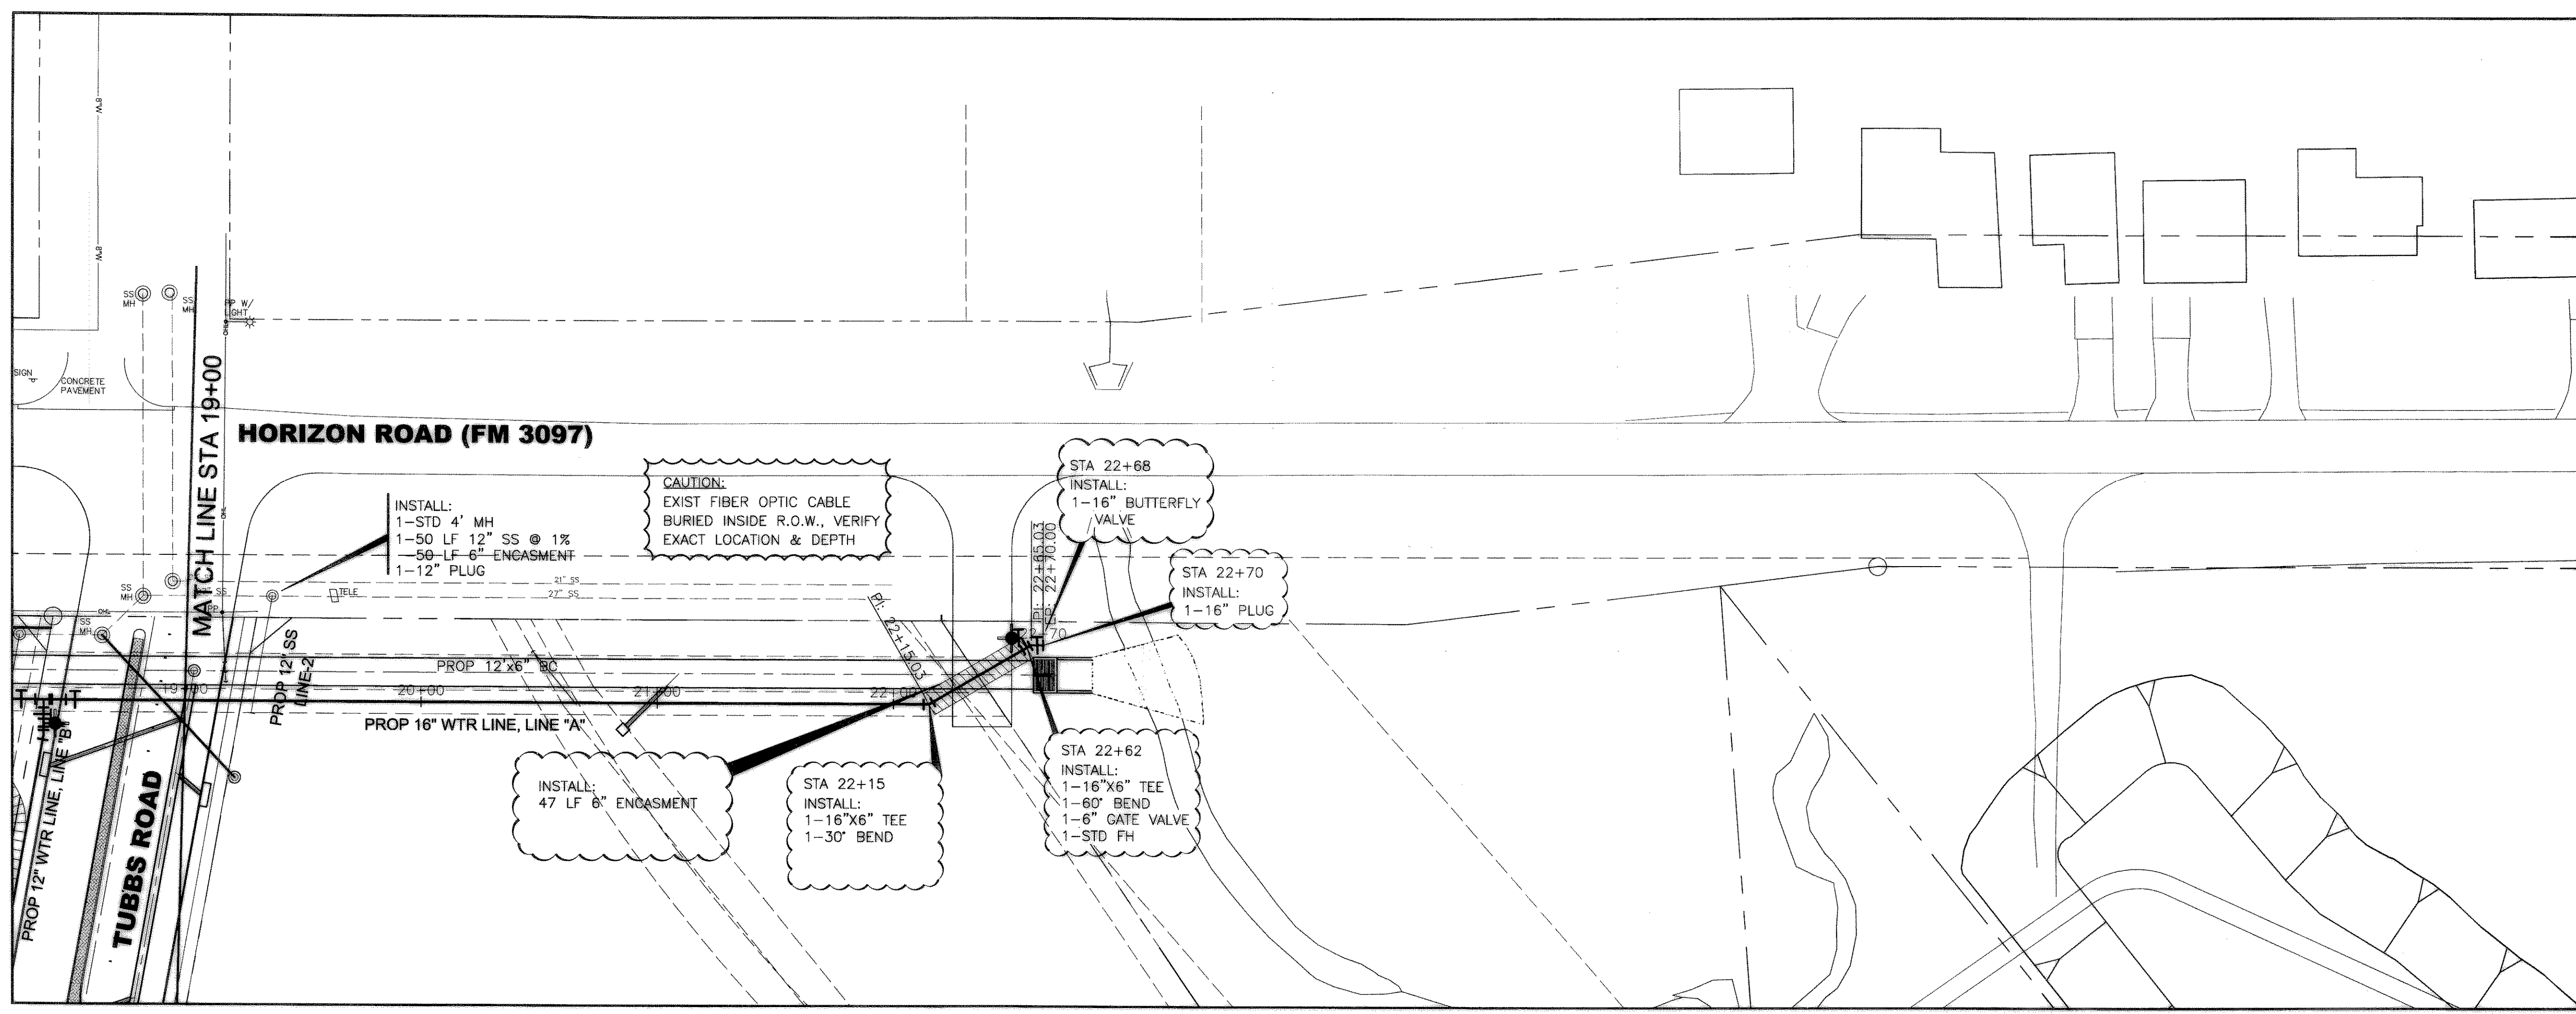 8"W
8"W
SS
MH
SS
MH
PP W/
LIGHT
SIGN
CONCRETE
PAVEMENT
MATCH LINE STA 19+00
HORIZON ROAD (FM 3097)
INSTALL:
1-STD 4' MH
1-50 LF 12" SS @ 1%
-50 LF 6" ENCASMENT
1-12" PLUG
CAUTION:
EXIST FIBER OPTIC CABLE
BURIED INSIDE R.O.W., VERIFY
EXACT LOCATION & DEPTH
STA 22+68
INSTALL:
1-16" BUTTERFLY
VALVE
PI: 22+65.03
EP: 22+70.00
STA 22+70
INSTALL:
1-16" PLUG
SS
MH
SS
21" SS
27" SS
TELE
OHL
PP
SS
MH
PI: 22+15.03
22+70
PROP 12'x6" BC
19+00
20+00
21+00
22+00
PROP 12" SS
LINE-2
PROP 16" WTR LINE, LINE "A"
PROP 12" WTR LINE, LINE "B"
TUBBS ROAD
INSTALL:
47 LF 6" ENCASMENT
STA 22+15
INSTALL:
1-16"X6" TEE
1-30° BEND
STA 22+62
INSTALL:
1-16"X6" TEE
1-60° BEND
1-6" GATE VALVE
1-STD FH